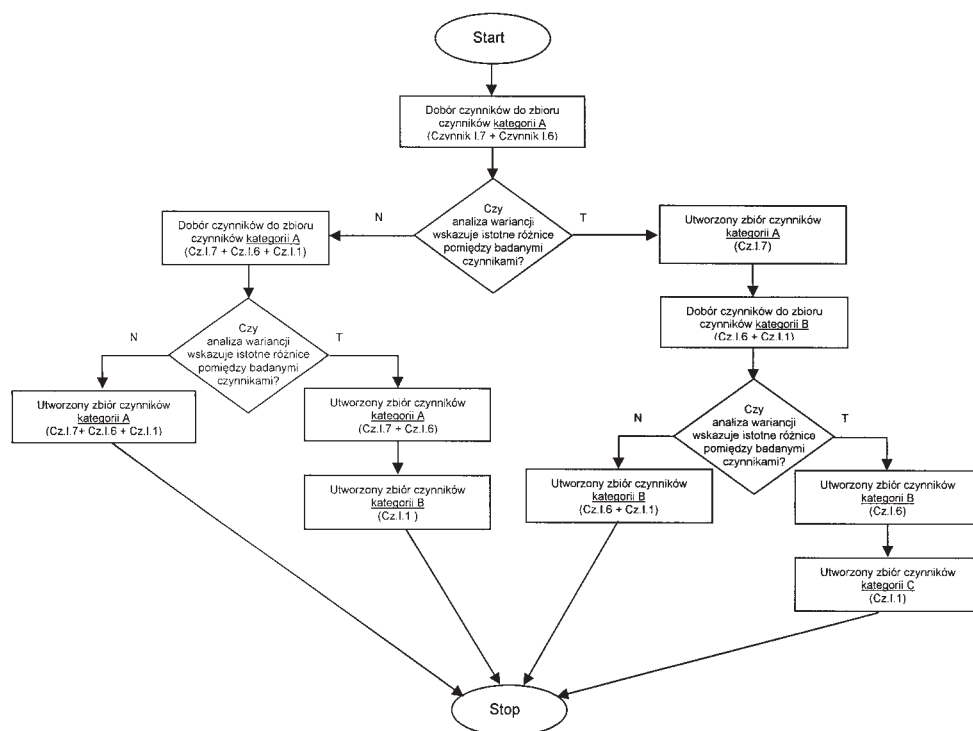 Start
Dobór czynników do zbioru
czynników kategorii A
(Czynnik I.7 + Czynnik I.6)
Czy
analiza wariancji
wskazuje istotne różnice
pomiędzy badanymi
czynnikami?
N
T
Dobór czynników do zbioru
czynników kategorii A
(Cz.I.7 + Cz.I.6 + Cz.I.1)
Utworzony zbiór czynników
kategorii A
(Cz.I.7)
Dobór czynników do zbioru
czynników kategorii B
(Cz.I.6 + Cz.I.1)
Czy
analiza wariancji
wskazuje istotne różnice
pomiędzy badanymi
czynnikami?
N
T
Utworzony zbiór czynników
kategorii A
(Cz.I.7+ Cz.I.6 + Cz.I.1)
Utworzony zbiór czynników
kategorii A
(Cz.I.7 + Cz.I.6)
Utworzony zbiór czynników
kategorii B
(Cz.I.1 )
Czy
analiza wariancji
wskazuje istotne różnice
pomiędzy badanymi
czynnikami?
N
T
Utworzony zbiór czynników
kategorii B
(Cz.I.6 + Cz.I.1)
Utworzony zbiór czynników
kategorii B
(Cz.I.6)
Utworzony zbiór czynników
kategorii C
(Cz.I.1)
Stop